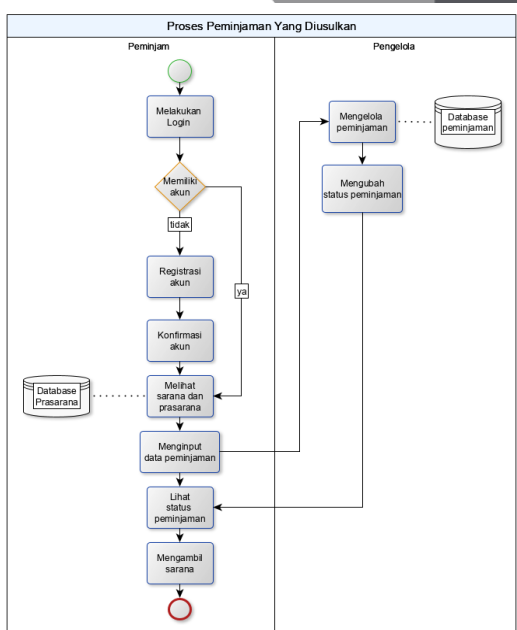 Proses Peminjaman Yang Diusulkan
Peminjam
Pengelola
Melakukan
Login
Memiliki
akun
tidak
ya
Registrasi
akun
Konfirmasi
akun
Database
Prasarana
Melihat
sarana dan
prasarana
Menginput
data peminjaman
Lihat
status
peminjaman
Mengambil
sarana
Mengelola
peminjaman
Database
peminjaman
Mengubah
status peminjaman